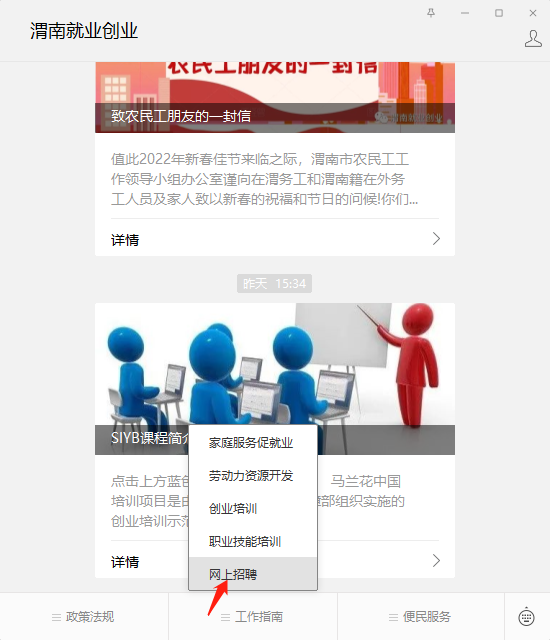 渭南就业创业
农民工朋友的一封信
致农民工朋友的一封信
渭南就业创业
值此2022年新春佳节来临之际，渭南市农民工工
作领导小组办公室谨向在渭务工和渭南籍在外务
工人员及家人致以新春的祝福和节日的问候!你们...
详情
昨天 15:34
SIYB课程简介
点击上方蓝 马兰花中国
培训项目是 部组织实施的
创业培训示
详情
家庭服务促就业
劳动力资源开发
创业培训
职业技能培训
网上招聘
政策法规
工作指南
便民服务